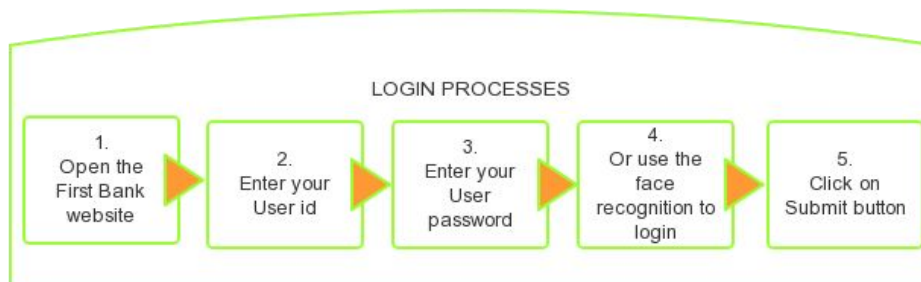 LOGIN PROCESSES
1.
Open the
First Bank
website
2.
Enter your
User id
3.
Enter your
User
password
4.
Or use the
face
recognition to
login
5.
Click on
Submit button